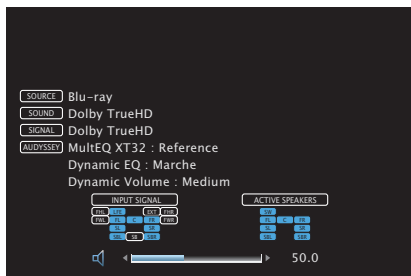 SOURCE Blu-ray
SOUND Dolby TrueHD
SIGNAL Dolby TrueHD
AUDYSSEY MultEQ XT32 : Reference
Dynamic EQ : Marche
Dynamic Volume : Medium
INPUT SIGNAL ACTIVE SPEAKERS
FHL LFE EXT FHR SW
FWL FL C FR FWR FL C FR
SL SR SL SR
SBL SB SBR SBL SBR
50.0